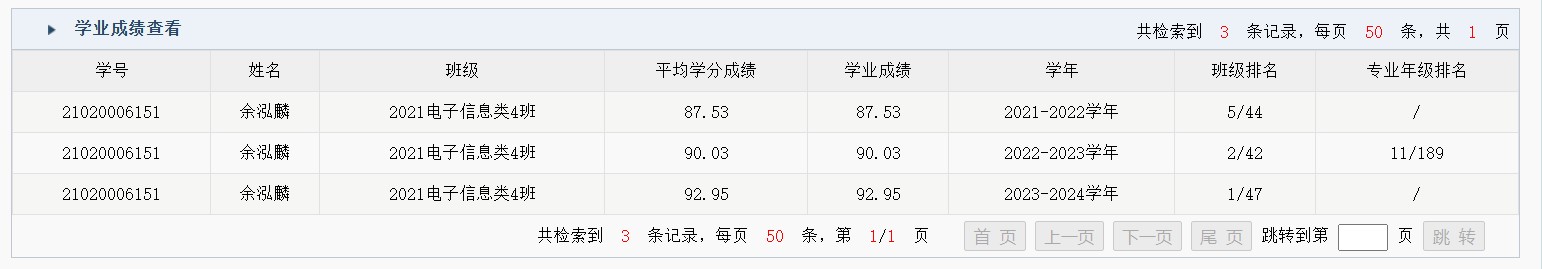 学业成绩查看 共检索到 3 条记录，每页 50 条，共 1 页
学号 姓名 班级 平均学分成绩 学业成绩 学年 班级排名 专业年级排名
21020006151 余泓麟 2021电子信息类4班 87.53 87.53 2021-2022学年 5/44 /
21020006151 余泓麟 2021电子信息类4班 90.03 90.03 2022-2023学年 2/42 11/189
21020006151 余泓麟 2021电子信息类4班 92.95 92.95 2023-2024学年 1/47 /
共检索到 3 条记录，每页 50 条，第 1/1 页 首 页 上一页 下一页 尾 页 跳转到第 页 跳 转